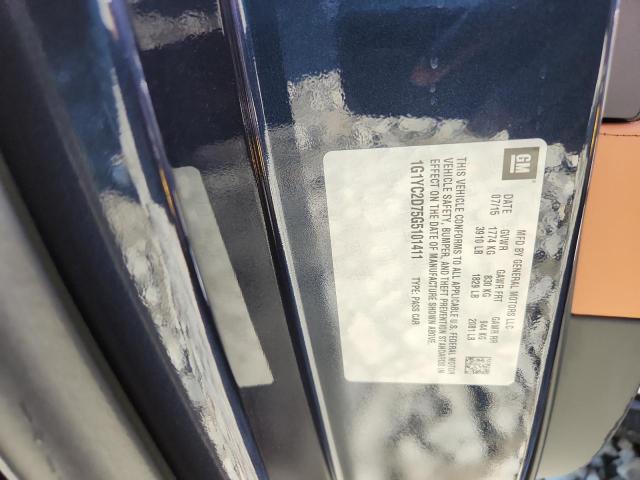 GM
MFD BY GENERAL MOTORS LLC
DATE GVWR GAWR FRT GAWR RR
07/15 1774 KG 830 KG 944 KG
3910 LB 1829 LB 2081 LB
THIS VEHICLE CONFORMS TO ALL APPLICABLE U.S. FEDERAL MOTOR
VEHICLE SAFETY, BUMPER, AND THEFT PREVENTION STANDARDS IN
EFFECT ON THE DATE OF MANUFACTURE SHOWN ABOVE.
1G1YC2D75G5101411 TYPE: PASS CAR